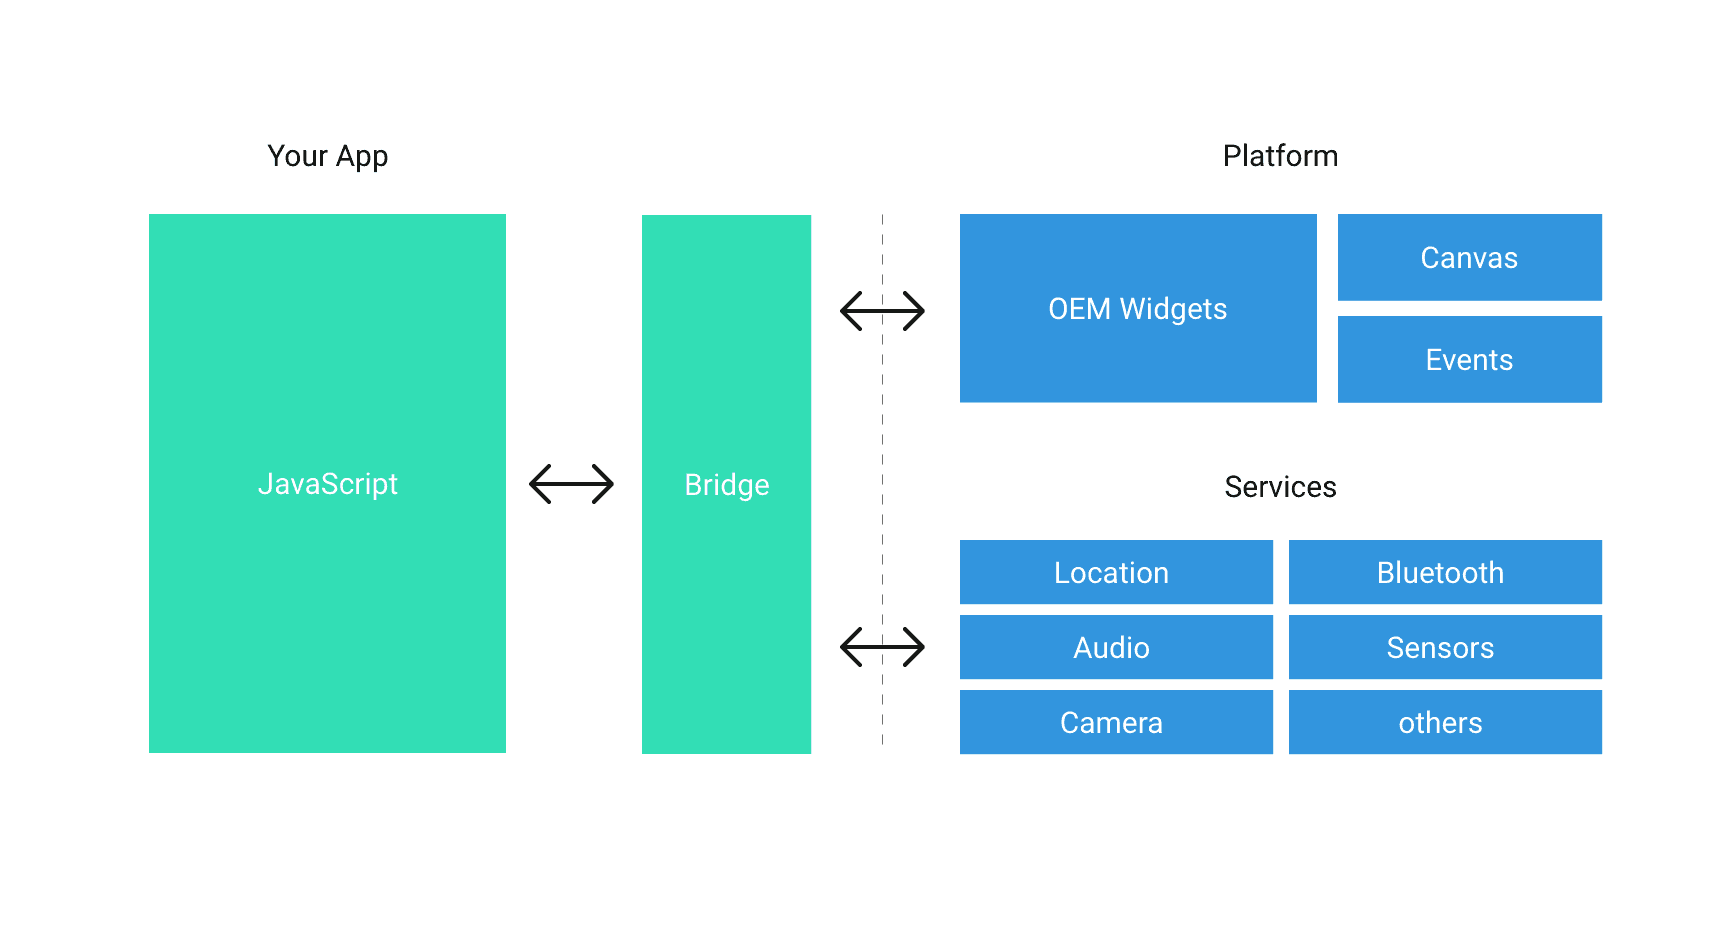 Your App
JavaScript
Bridge
Platform
OEM Widgets
Canvas
Events
Services
Location
Bluetooth
Audio
Sensors
Camera
others